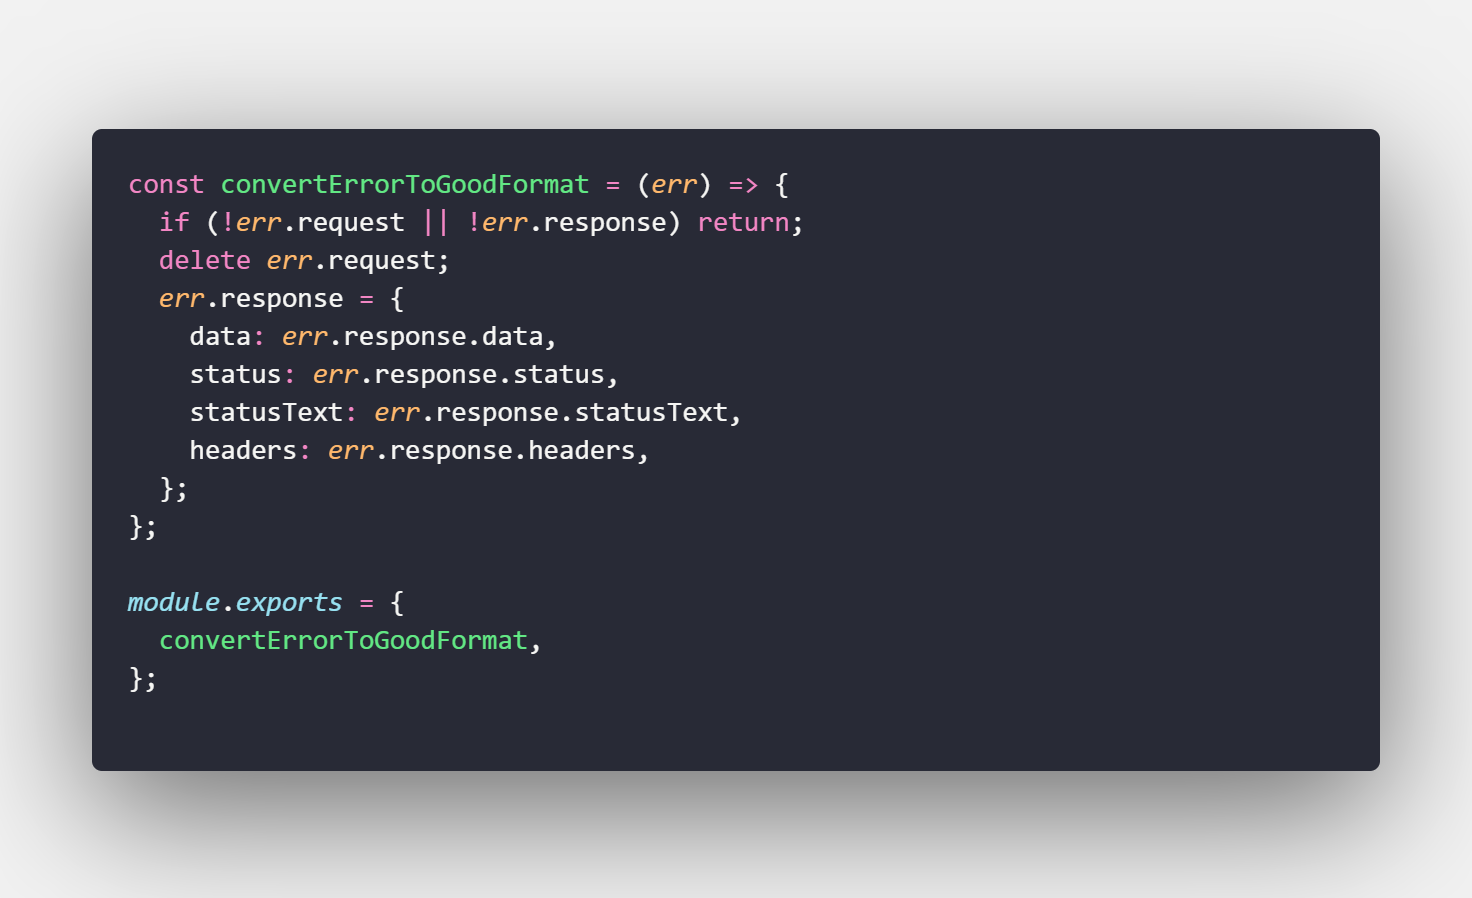 const convertErrorToGoodFormat = (err) => {
  if (!err.request || !err.response) return;
  delete err.request;
  err.response = {
    data: err.response.data,
    status: err.response.status,
    statusText: err.response.statusText,
    headers: err.response.headers,
  };
};

module.exports = {
  convertErrorToGoodFormat,
};